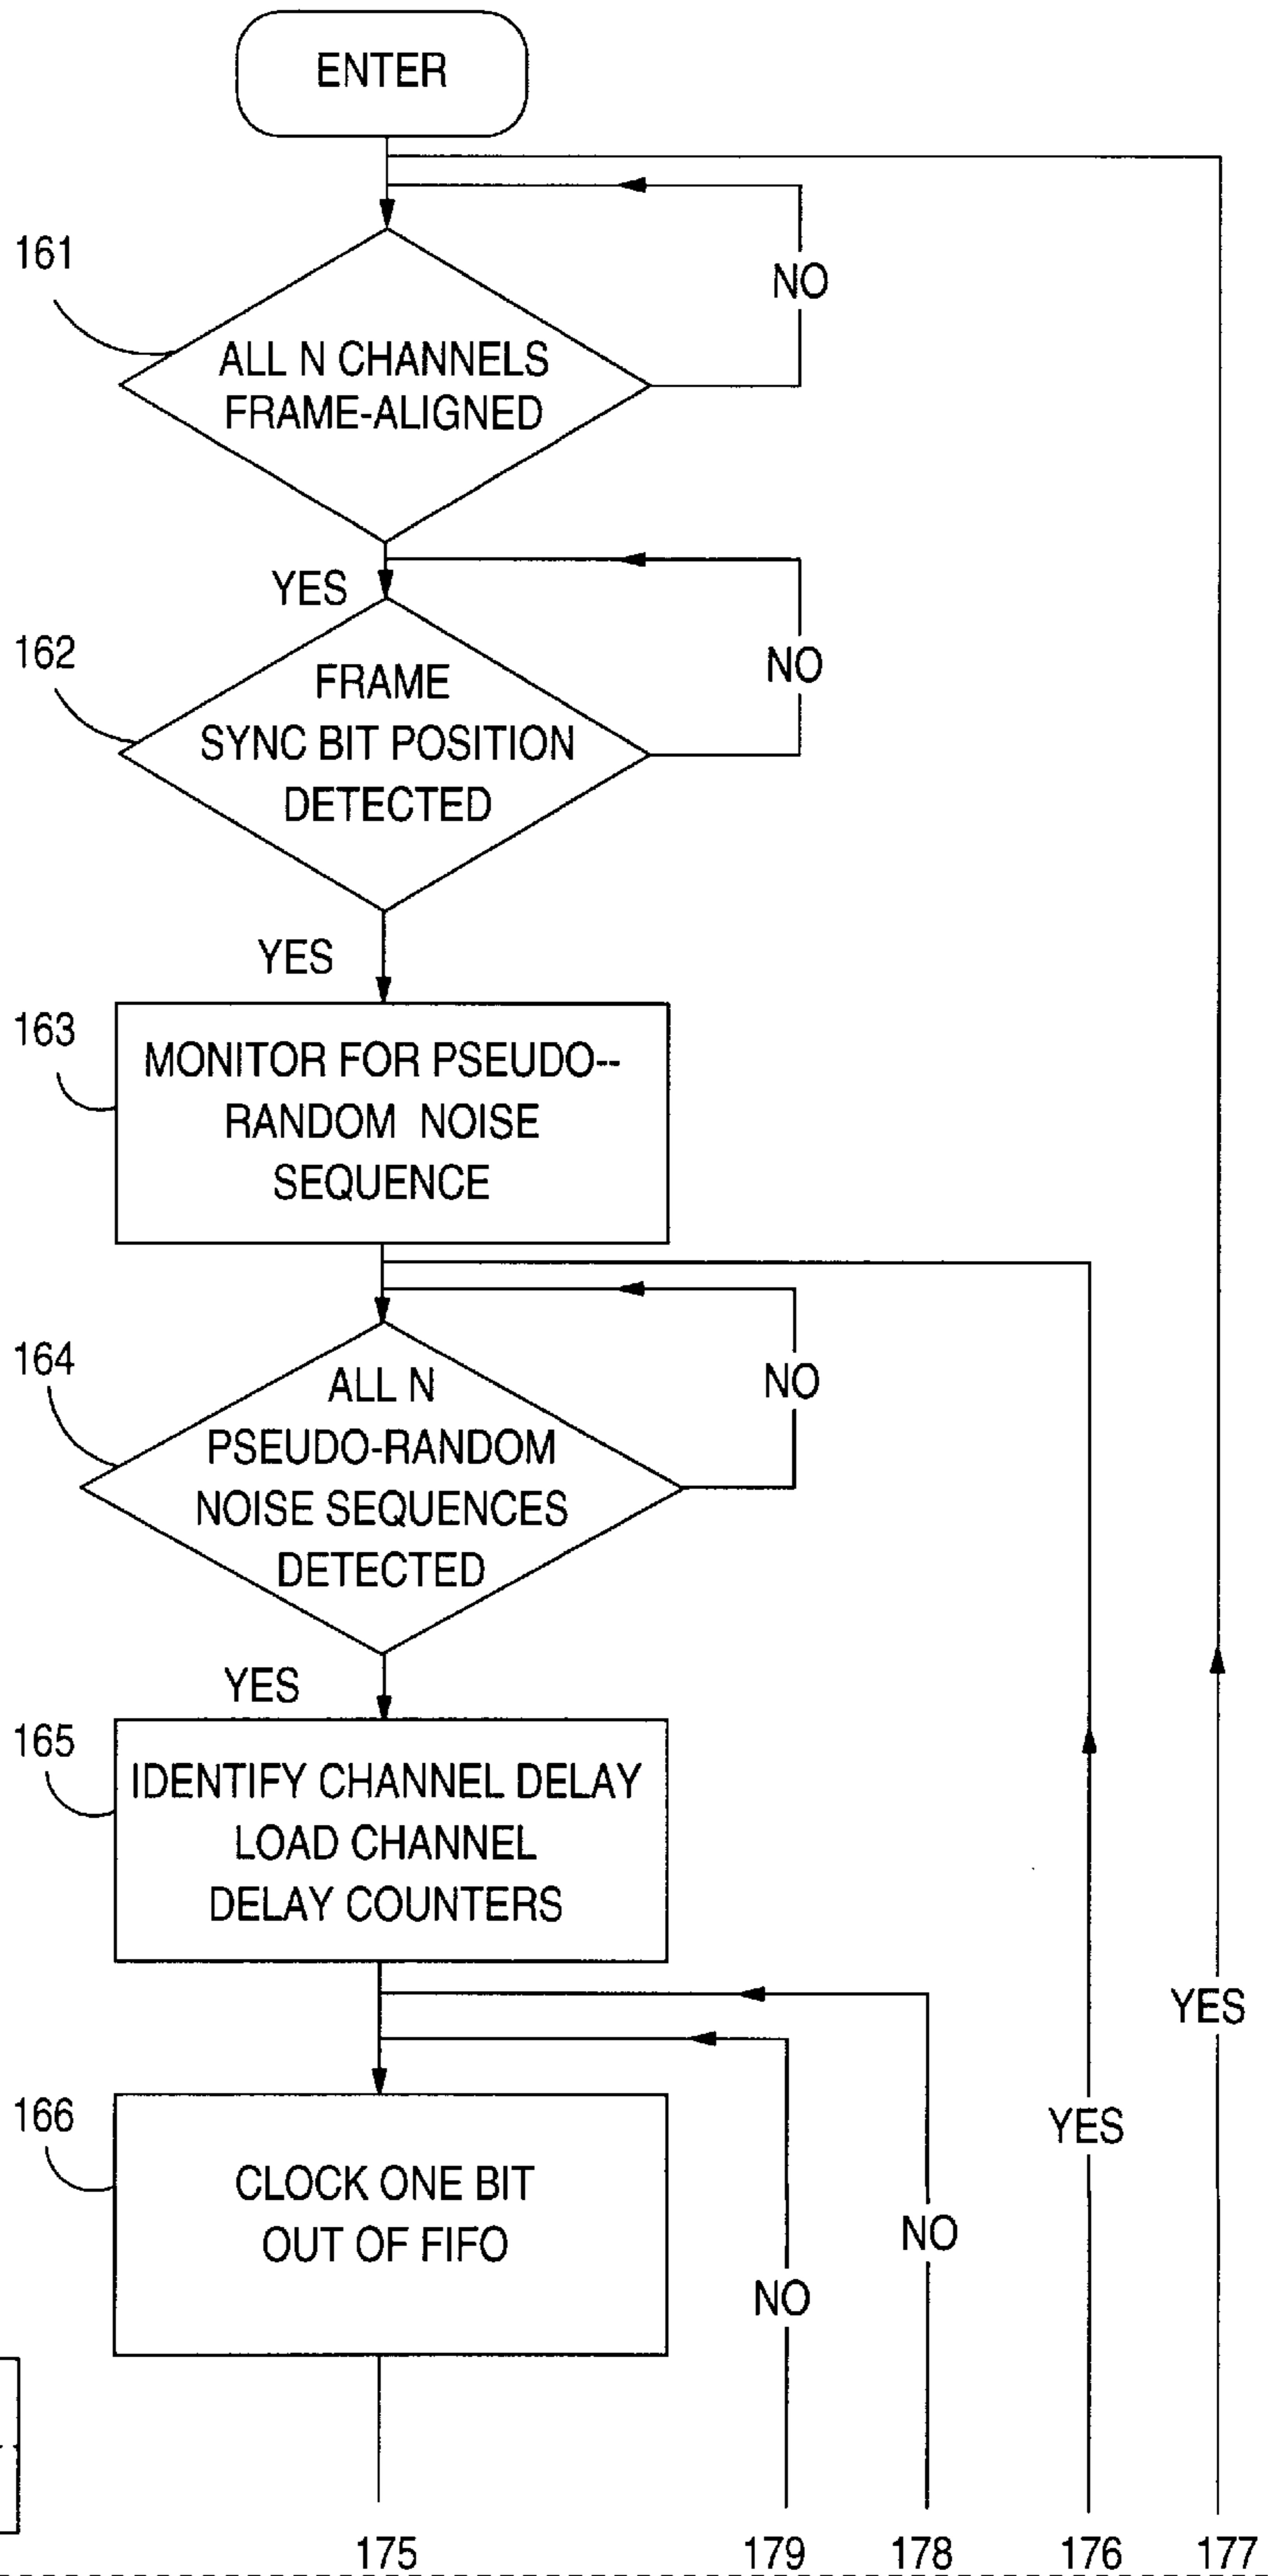 ENTER
161
NO
ALL N CHANNELS
FRAME-ALIGNED
YES
162
NO
FRAME
SYNC BIT POSITION
DETECTED
YES
163
MONITOR FOR PSEUDO--
RANDOM NOISE
SEQUENCE
164
NO
ALL N
PSEUDO-RANDOM
NOISE SEQUENCES
DETECTED
YES
165
IDENTIFY CHANNEL DELAY
LOAD CHANNEL
DELAY COUNTERS
YES
166
YES
CLOCK ONE BIT
OUT OF FIFO
NO
NO
175 179 178 176 177